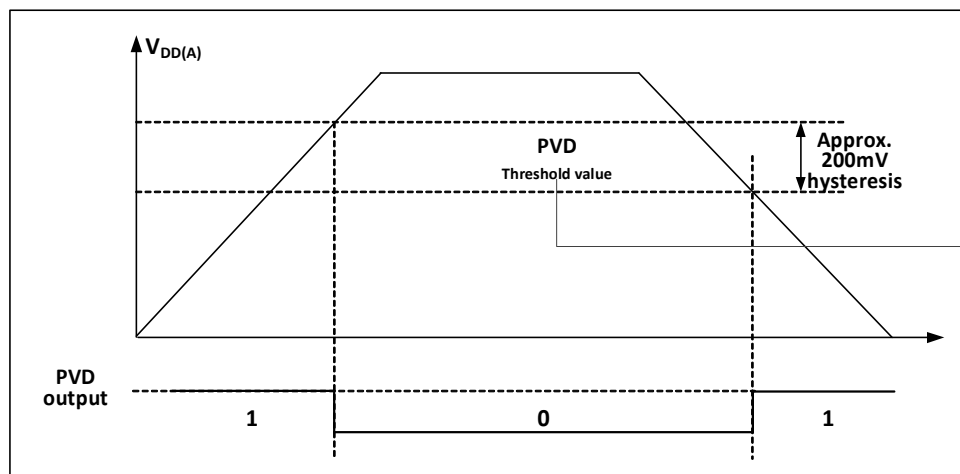 VDD(A)
PVD
Threshold value
Approx.
200mV
hysteresis
PVD
output
1
0
1